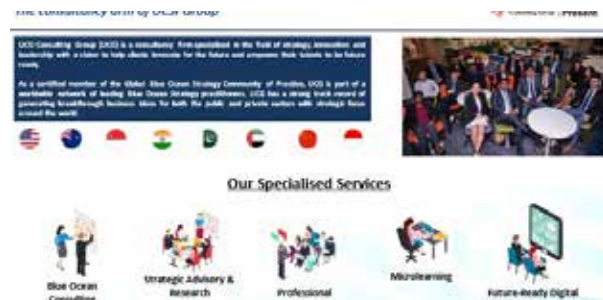 The consultancy arm of UCSI Group
UCSI Consulting Group (UCG) is a consultancy firm specialised in the field of strategy, innovation and
leadership with a vision to help clients innovate for the future and empower their talents to be future
ready.
As a certified member of the Global Blue Ocean Strategy Community of Practice, UCG is part of a
worldwide network of leading Blue Ocean Strategy practitioners. UCG has a strong track record of
generating breakthrough business ideas for both the public and private sectors with strategic focus
around the world.
Our Specialised Services
Blue Ocean
Consulting
Strategic Advisory &
Research
Professional
Microlearning
Future-Ready Digital